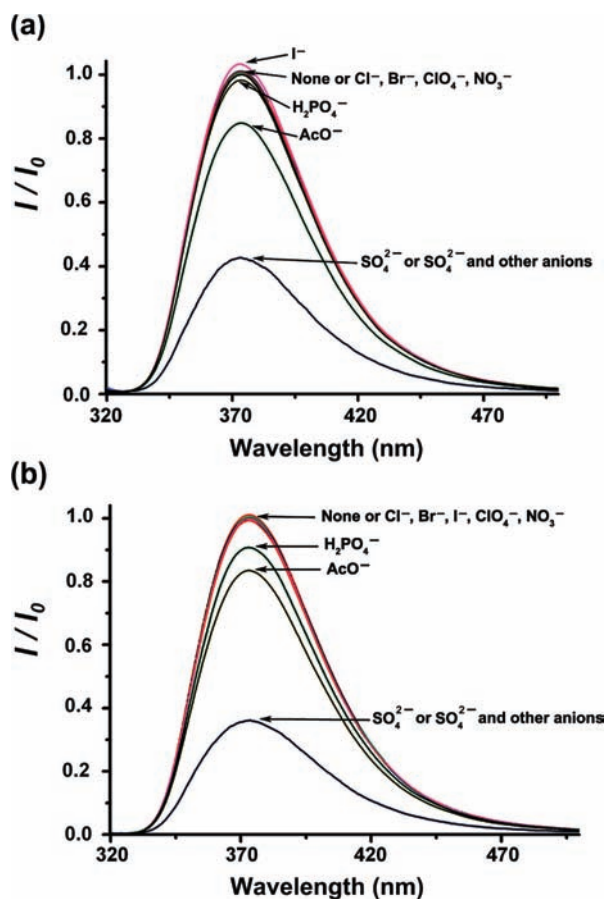 (a)
I⁻
None or Cl⁻, Br⁻, ClO₄⁻, NO₃⁻
H₂PO₄⁻
AcO⁻
SO₄²⁻ or SO₄²⁻ and other anions
I / I₀
1.0
0.8
0.6
0.4
0.2
0.0
320 370 420 470
Wavelength (nm)
(b)
None or Cl⁻, Br⁻, I⁻, ClO₄⁻, NO₃⁻
H₂PO₄⁻
AcO⁻
SO₄²⁻ or SO₄²⁻ and other anions
I / I₀
1.0
0.8
0.6
0.4
0.2
0.0
320 370 420 470
Wavelength (nm)